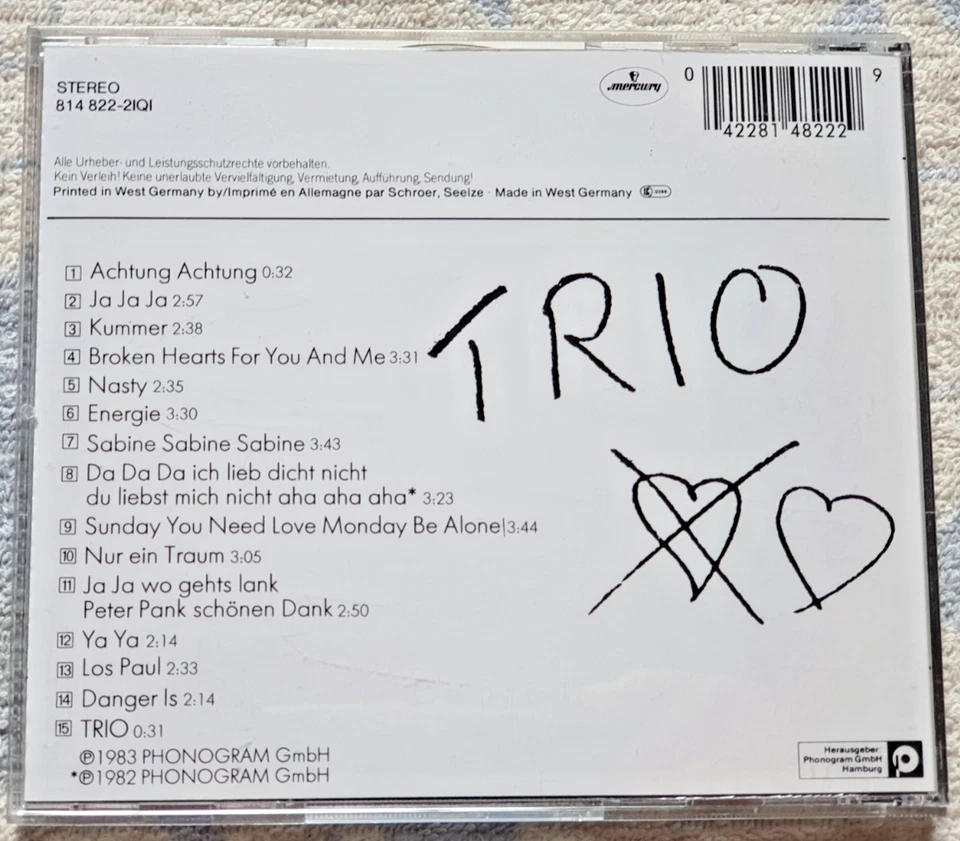 STEREO
814 822-2IQI
mercury
0 42281 48222 9
Alle Urheber- und Leistungsschutzrechte vorbehalten.
Kein Verleih! Keine unerlaubte Vervielfältigung, Vermietung, Aufführung, Sendung!
Printed in West Germany by/Imprimé en Allemagne par Schroer, Seelze · Made in West Germany
1 Achtung Achtung 0:32
2 Ja Ja Ja 2:57
3 Kummer 2:38
4 Broken Hearts For You And Me 3:31
5 Nasty 2:35
6 Energie 3:30
7 Sabine Sabine Sabine 3:43
8 Da Da Da ich lieb dicht nicht
du liebst mich nicht aha aha aha* 3:23
9 Sunday You Need Love Monday Be Alone|3:44
10 Nur ein Traum 3:05
11 Ja Ja wo gehts lank
Peter Pank schönen Dank 2:50
12 Ya Ya 2:14
13 Los Paul 2:33
14 Danger Is 2:14
15 TRIO 0:31
℗1983 PHONOGRAM GmbH
*℗1982 PHONOGRAM GmbH
TRIO
Herausgeber:
Phonogram GmbH
Hamburg